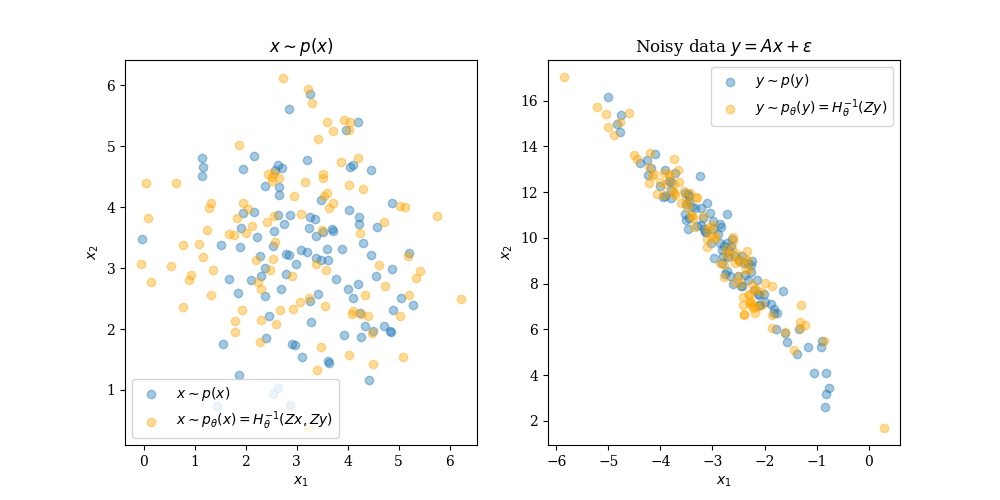 x ∼ p(x)
6
5
4
3
2
1
x₂
0 1 2 3 4 5 6
x₁
x ∼ p(x)
x ∼ p_θ(x) = H_θ^{-1}(Zx, Zy)
Noisy data y = Ax + ε
16
14
12
10
8
6
4
2
x₂
−6 −5 −4 −3 −2 −1 0
x₁
y ∼ p(y)
y ∼ p_θ(y) = H_θ^{-1}(Zy)